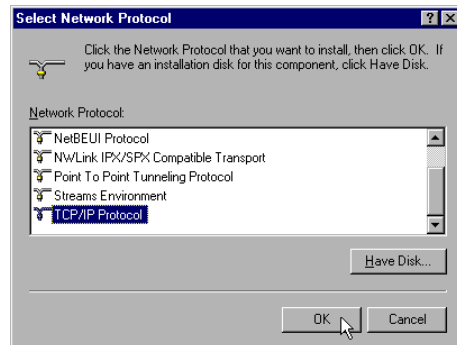 Select Network Protocol
Click the Network Protocol that you want to install, then click OK. If
you have an installation disk for this component, click Have Disk.
Network Protocol:
NetBEUI Protocol
NWLink IPX/SPX Compatible Transport
Point To Point Tunneling Protocol
Streams Environment
TCP/IP Protocol
Have Disk...
OK
Cancel